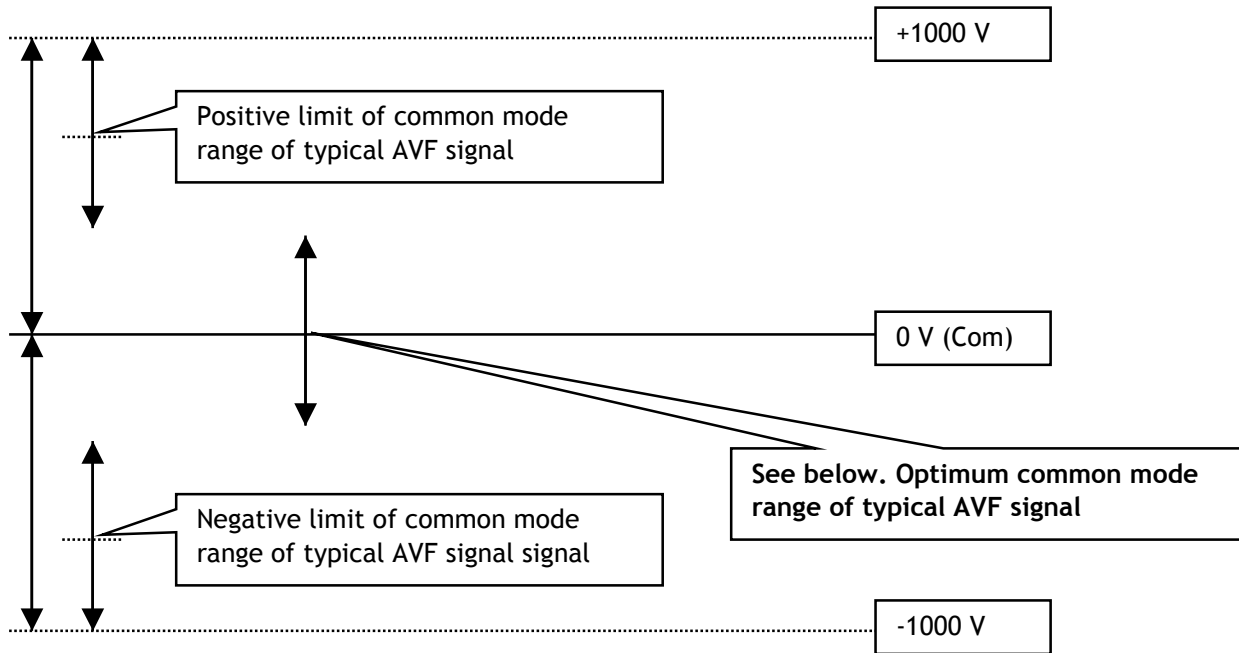 +1000 V
Positive limit of common mode
range of typical AVF signal
0 V (Com)
See below. Optimum common mode
range of typical AVF signal
Negative limit of common mode
range of typical AVF signal signal
-1000 V